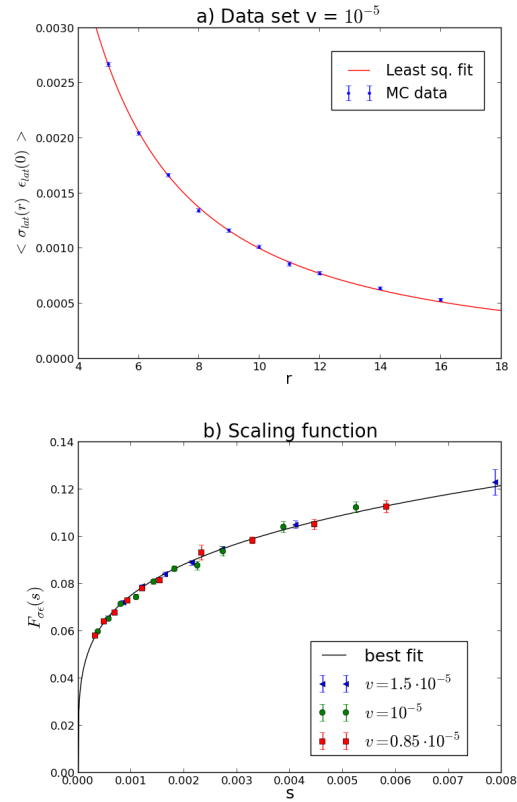 a) Data set v = 10⁻⁵
0.0030
0.0025
0.0020
0.0015
0.0010
0.0005
0.0000
< σ_lat(r) ϵ_lat(0) >
Least sq. fit
MC data
4 6 8 10 12 14 16 18
r
b) Scaling function
0.14
0.12
0.10
0.08
0.06
0.04
0.02
0.00
F_σϵ(s)
best fit
v = 1.5 · 10⁻⁵
v = 10⁻⁵
v = 0.85 · 10⁻⁵
0.000 0.001 0.002 0.003 0.004 0.005 0.006 0.007 0.008
s